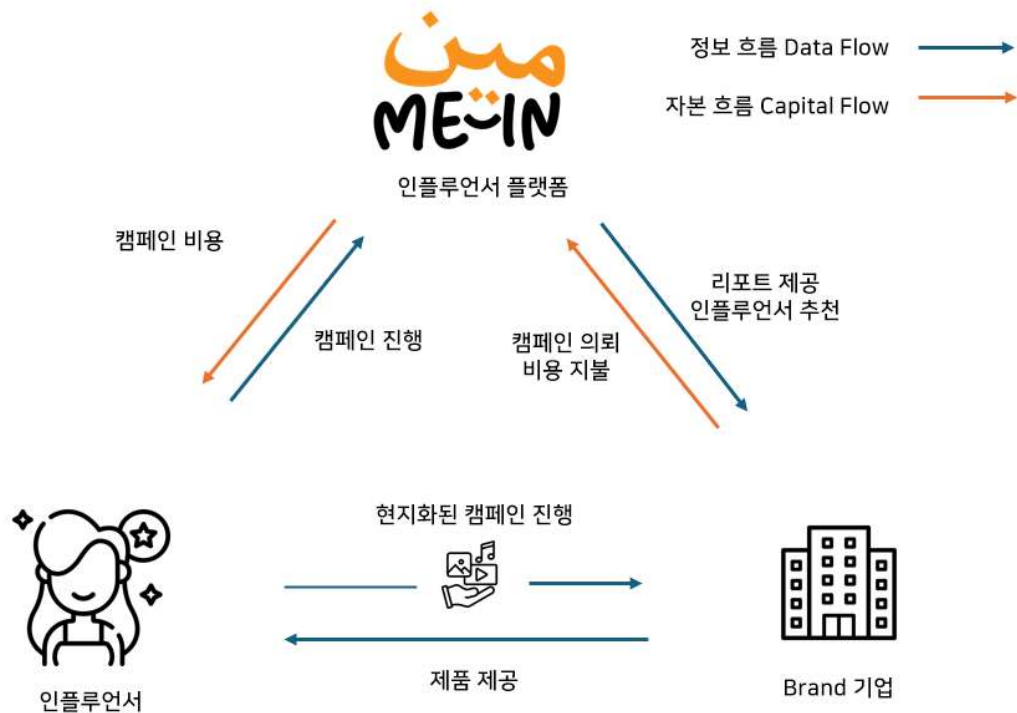 مين
ME-IN
인플루언서 플랫폼
정보 흐름 Data Flow
자본 흐름 Capital Flow
캠페인 비용
캠페인 진행
캠페인 의뢰
비용 지불
리포트 제공
인플루언서 추천
현지화된 캠페인 진행
제품 제공
인플루언서
Brand 기업